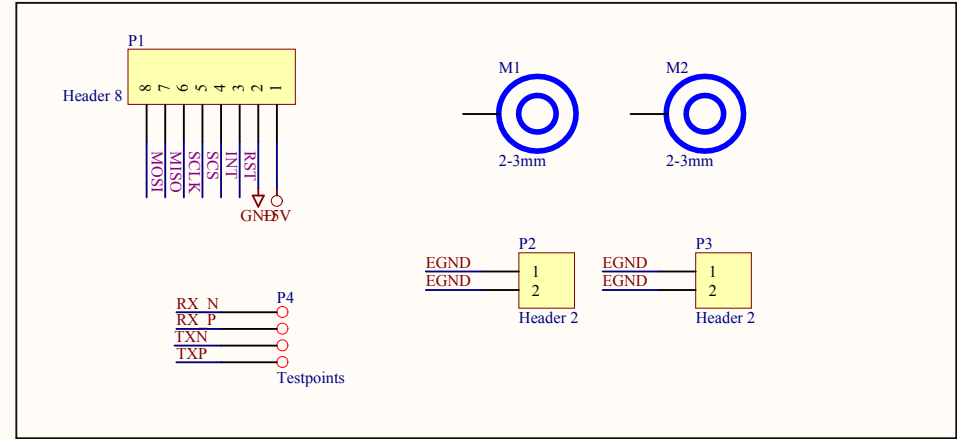 P1
Header 8
8 7 6 5 4 3 2 1
MOSI
MISO
SCLK
SCS
INT
RST
GND
+5V
M1
2-3mm
M2
2-3mm
P2
EGND 1
EGND 2
Header 2
P3
EGND 1
EGND 2
Header 2
P4
RX_N
RX_P
TXN
TXP
Testpoints